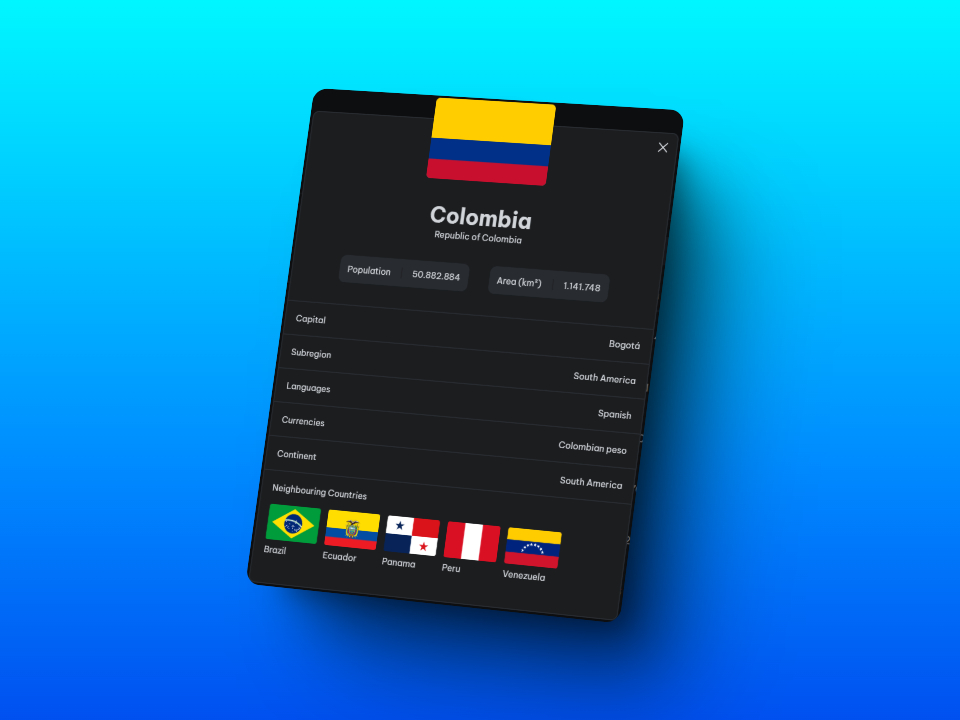 Colombia
Republic of Colombia
Population 50.882.884 Area (km²) 1.141.748
Capital Bogotá
Subregion South America
Languages Spanish
Currencies Colombian peso
Continent South America
Neighbouring Countries
Brazil Ecuador Panama Peru Venezuela